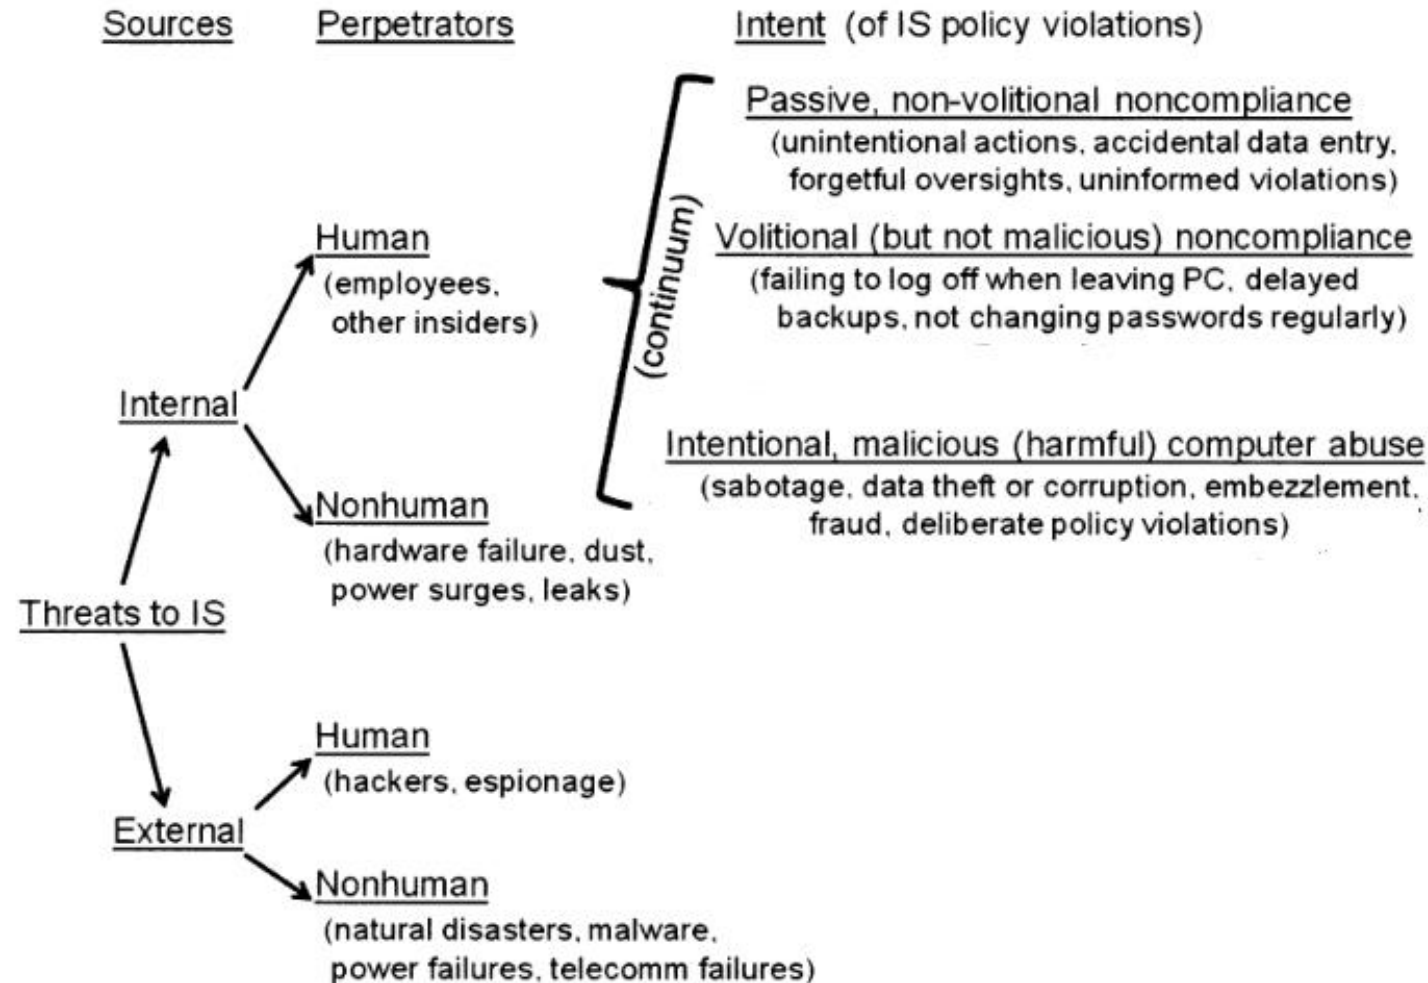 Sources Perpetrators Intent (of IS policy violations)
Passive, non-volitional noncompliance
(unintentional actions, accidental data entry,
forgetful oversights, uninformed violations)
Human
(employees,
other insiders)
(continuum)
Volitional (but not malicious) noncompliance
(failing to log off when leaving PC, delayed
backups, not changing passwords regularly)
Internal
Intentional, malicious (harmful) computer abuse
(sabotage, data theft or corruption, embezzlement,
fraud, deliberate policy violations)
Nonhuman
(hardware failure, dust,
power surges, leaks)
Threats to IS
Human
(hackers, espionage)
External
Nonhuman
(natural disasters, malware,
power failures, telecomm failures)